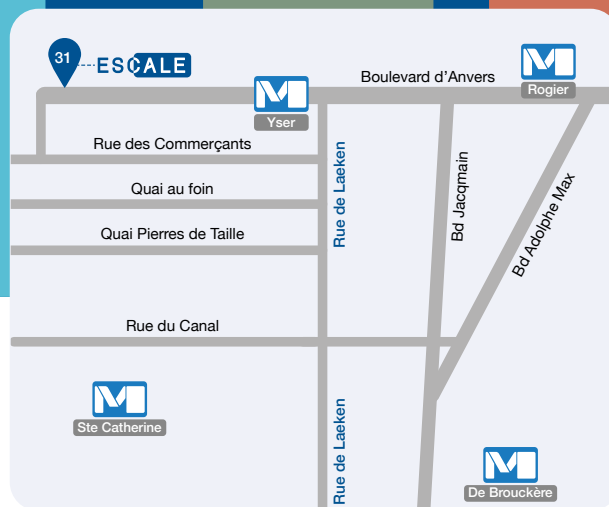 31
ESCALE
Boulevard d'Anvers
M
Rogier
M
Yser
Rue des Commerçants
Quai au foin
Quai Pierres de Taille
Rue de Laeken
Bd Jacqmain
Bd Adolphe Max
Rue du Canal
M
Ste Catherine
Rue de Laeken
M
De Brouckère